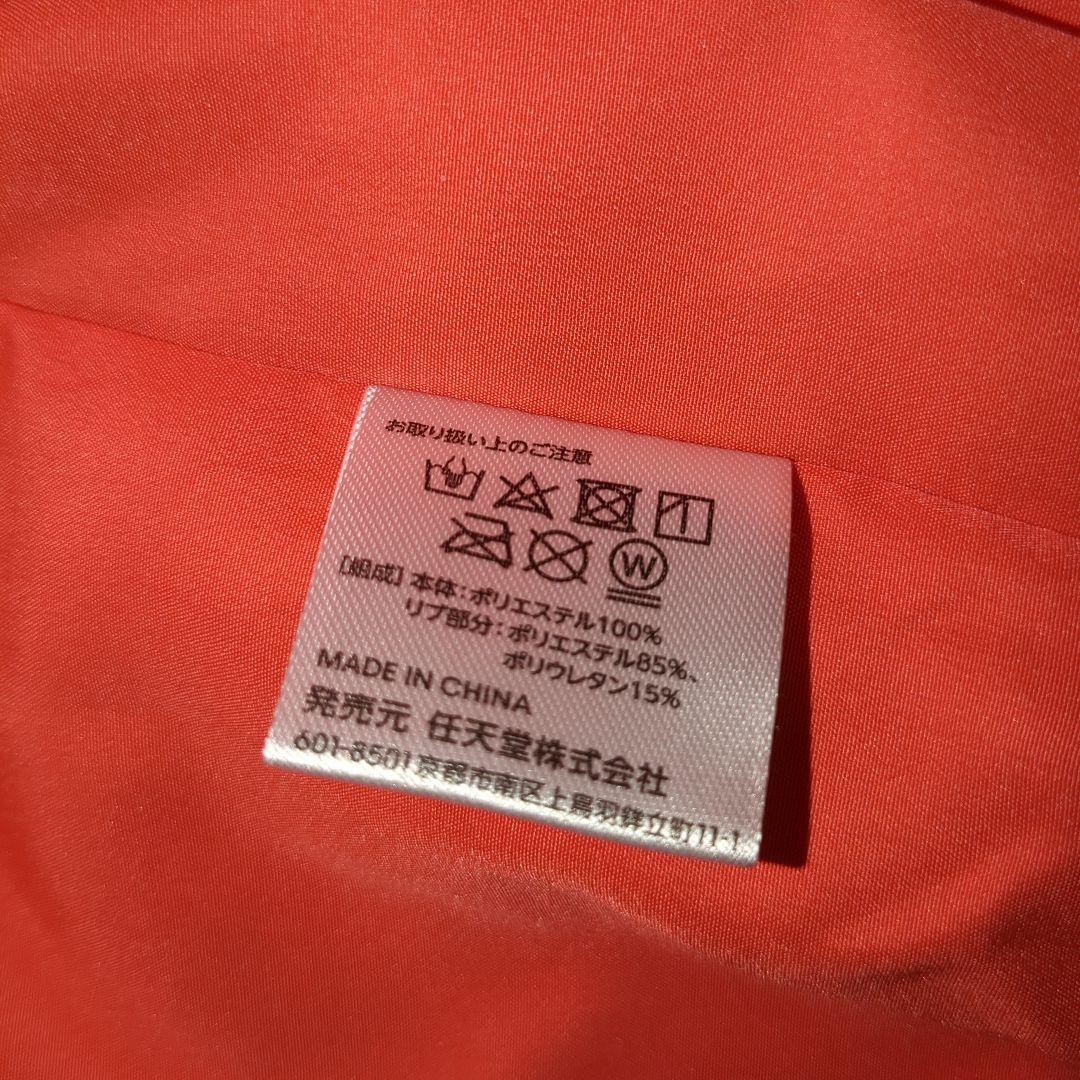 お取り扱い上のご注意
W
[組成] 本体:ポリエステル100%
リブ部分:ポリエステル85%、
ポリウレタン15%
MADE IN CHINA
発売元 任天堂株式会社
601-8501 京都市南区上鳥羽鉾立町11-1